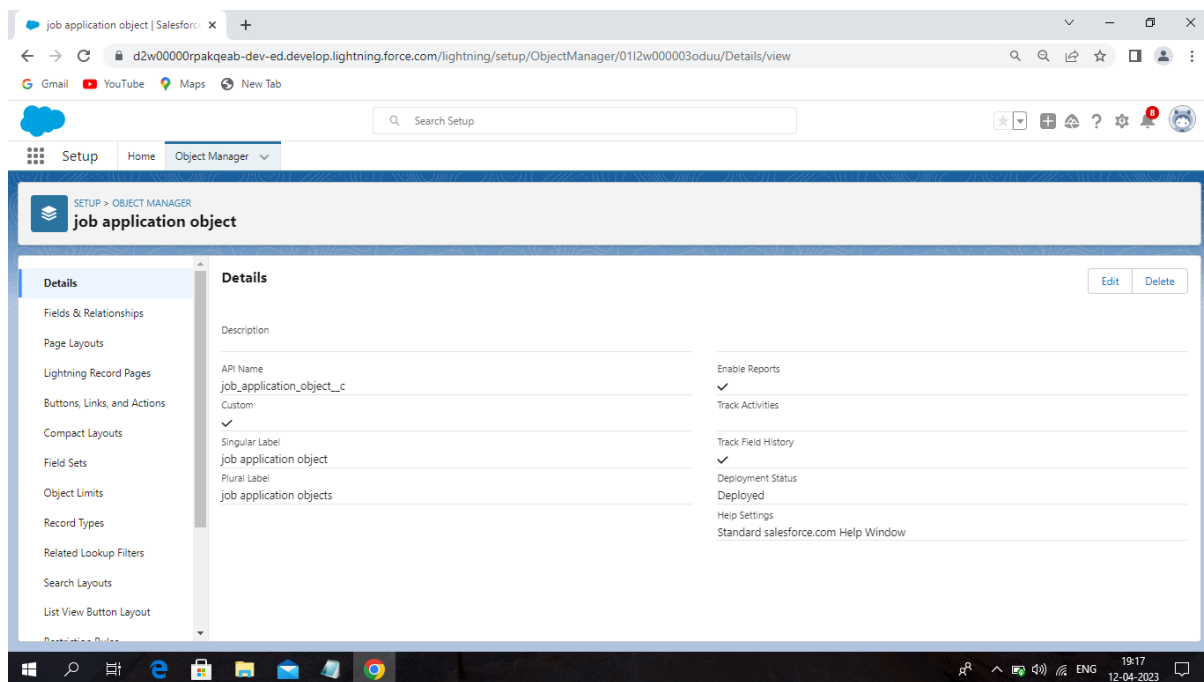 job application object | Salesforc
d2w00000rpakqeab-dev-ed.develop.lightning.force.com/lightning/setup/ObjectManager/01I2w000003oduu/Details/view
Gmail YouTube Maps New Tab
Search Setup
8
Setup Home Object Manager
SETUP > OBJECT MANAGER
job application object
Details
Fields & Relationships
Page Layouts
Lightning Record Pages
Buttons, Links, and Actions
Compact Layouts
Field Sets
Object Limits
Record Types
Related Lookup Filters
Search Layouts
List View Button Layout
Restriction Rules
Details
Edit Delete
Description
API Name
job_application_object__c
Custom
Singular Label
job application object
Plural Label
job application objects
Enable Reports
Track Activities
Track Field History
Deployment Status
Deployed
Help Settings
Standard salesforce.com Help Window
ENG
19:17
12-04-2023